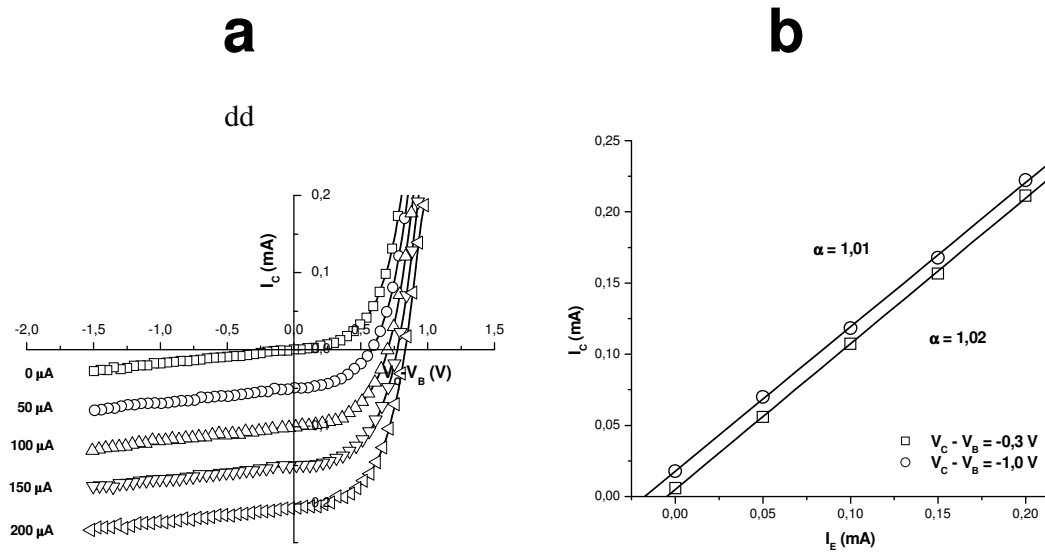 a
b
dd
0,2
0,1
I_C (mA)
-2,0 -1,5 -1,0 -0,5 0,0 0,5 1,0 1,5
0,0
V_C-V_B (V)
0 μA
50 μA
100 μA
150 μA
200 μA
0,25
0,20
0,15
0,10
0,05
0,00
I_C (mA)
α = 1,01
α = 1,02
V_C - V_B = -0,3 V
V_C - V_B = -1,0 V
0,00 0,05 0,10 0,15 0,20
I_E (mA)